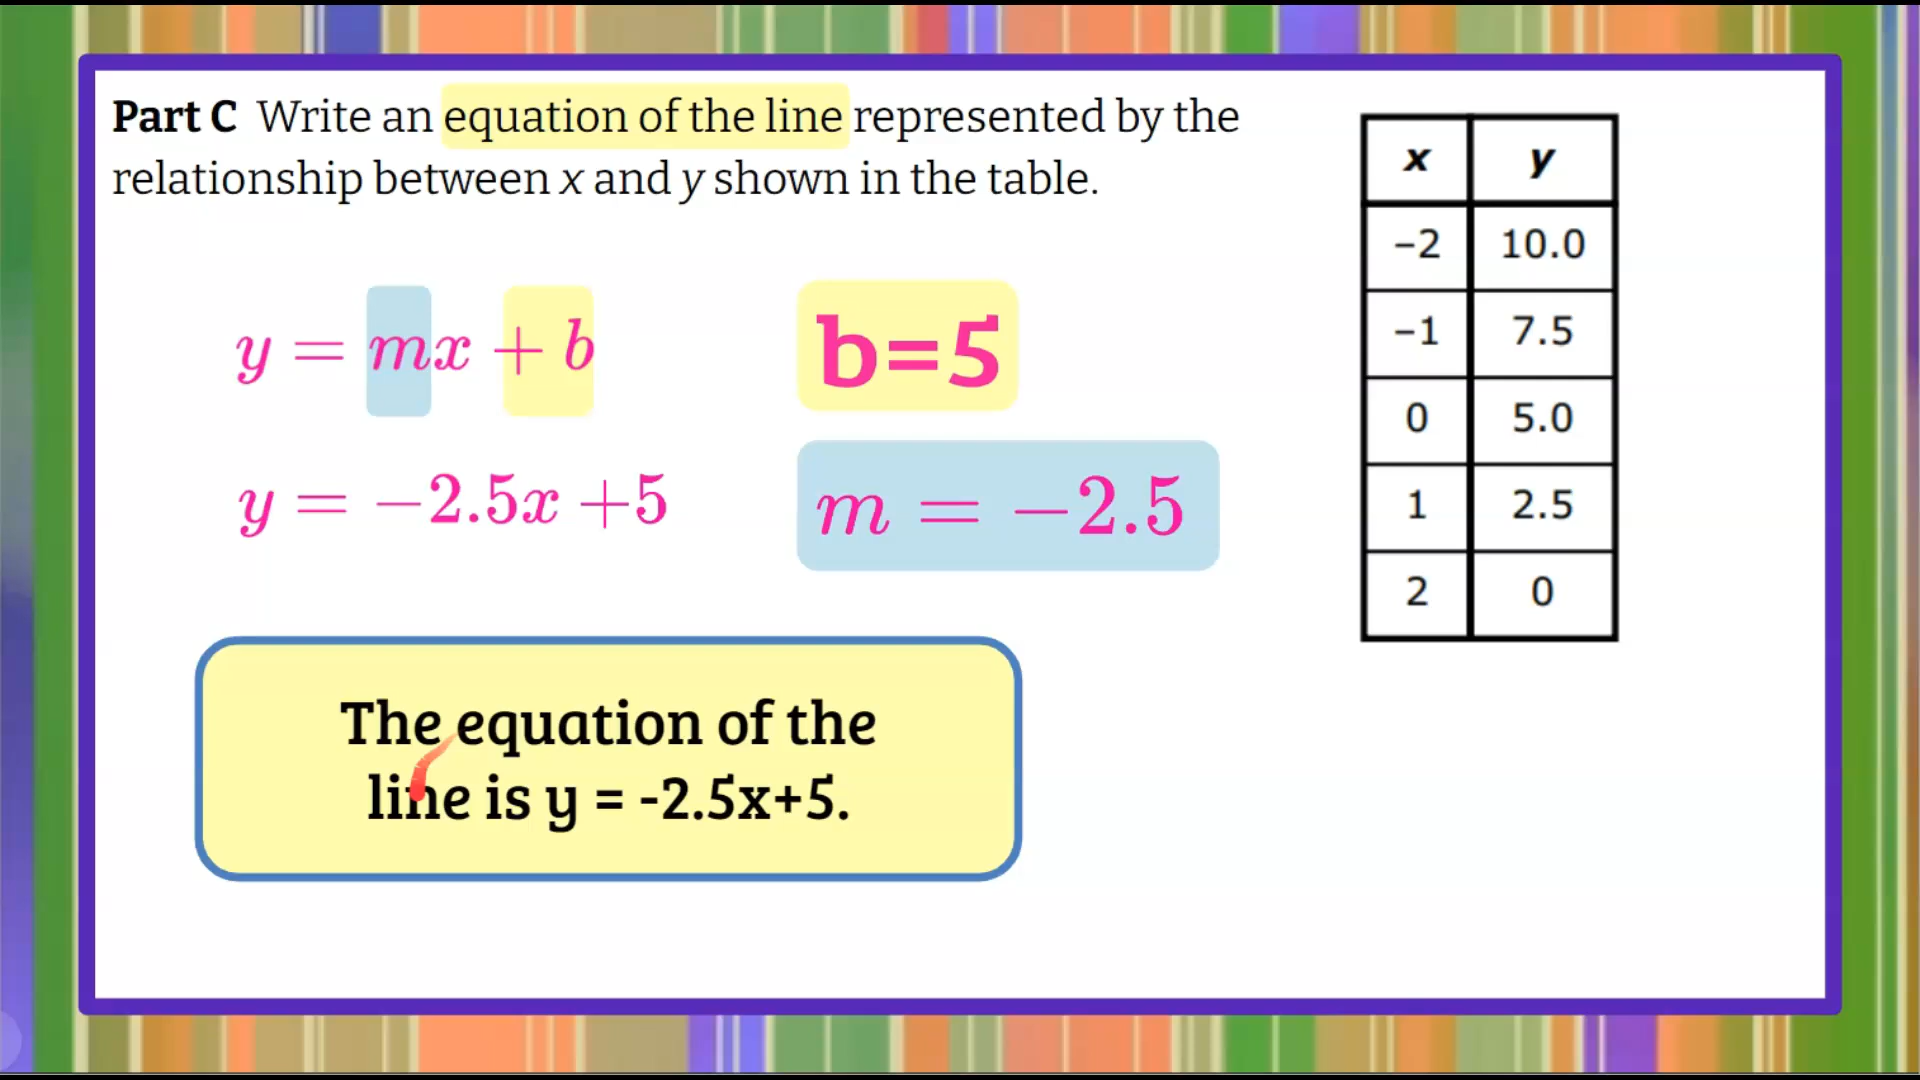 Part C Write an equation of the line represented by the
relationship between x and y shown in the table.
y = mx + b
b=5
y = −2.5x +5
m = −2.5
The equation of the
line is y = -2.5x+5.
x y
−2 10.0
−1 7.5
0 5.0
1 2.5
2 0